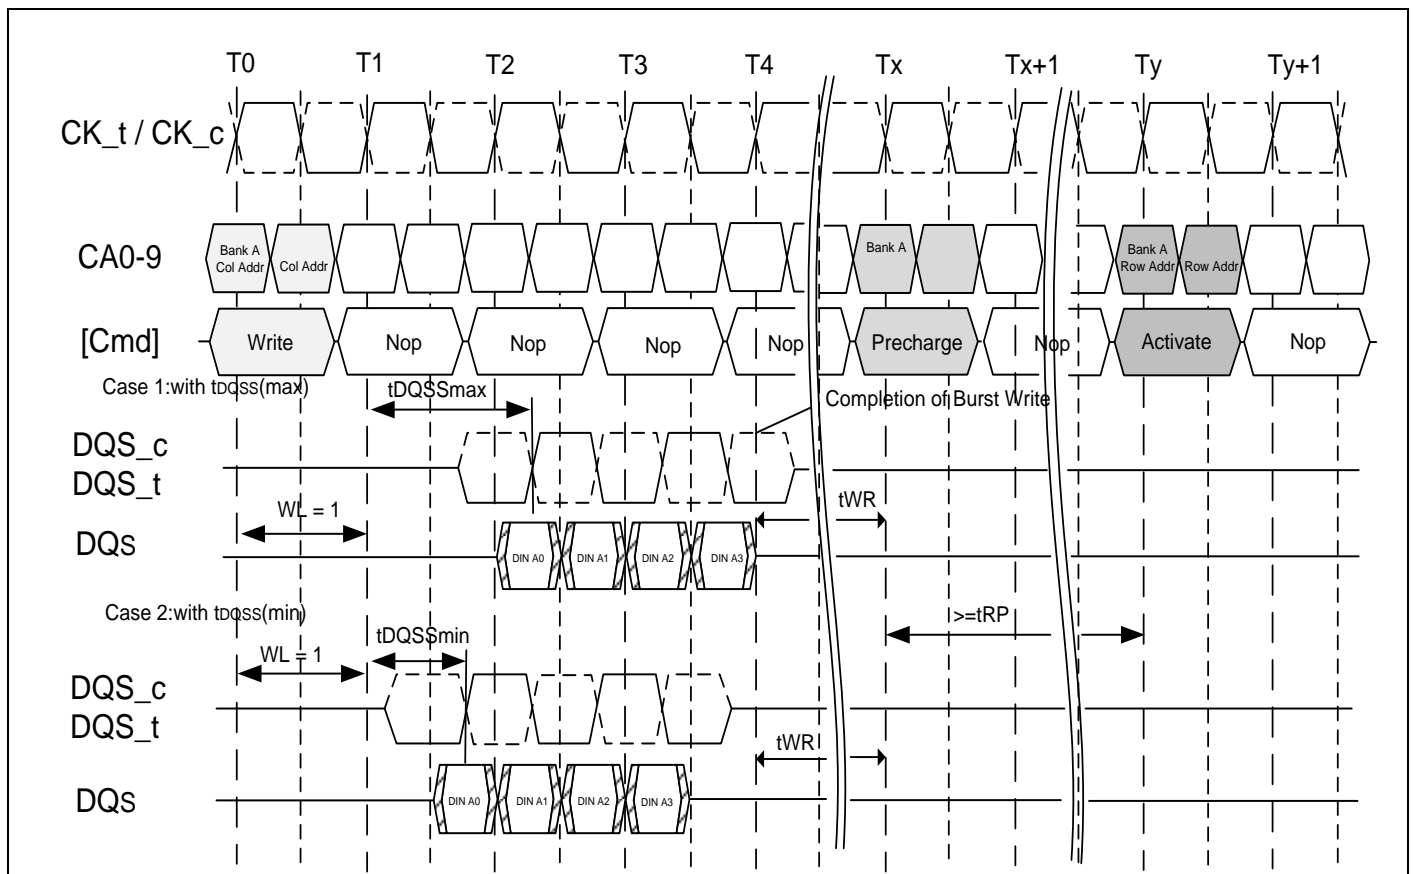 T0 T1 T2 T3 T4 Tx Tx+1 Ty Ty+1
CK_t / CK_c
CA0-9
Bank A
Col Addr
Col Addr
Bank A
Bank A
Row Addr
Row Addr
[Cmd]
Write Nop Nop Nop Nop Precharge Nop Activate Nop
Case 1:with tDQSS(max)
tDQSSmax
Completion of Burst Write
DQS_c
DQS_t
WL = 1
tWR
DQs
DIN A0 DIN A1 DIN A2 DIN A3
Case 2:with tDQSS(min)
tDQSSmin
>=tRP
WL = 1
DQS_c
DQS_t
tWR
DQs
DIN A0 DIN A1 DIN A2 DIN A3